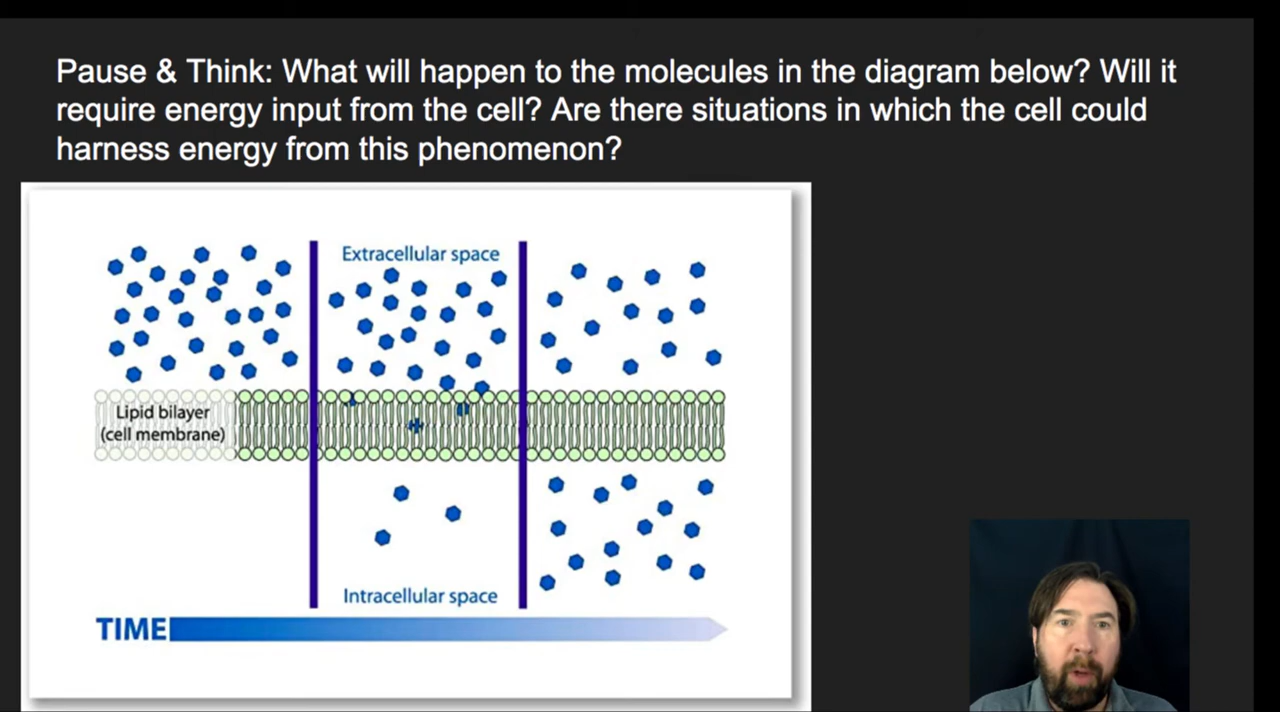 Pause & Think: What will happen to the molecules in the diagram below? Will it
require energy input from the cell? Are there situations in which the cell could
harness energy from this phenomenon?
Extracellular space
Lipid bilayer
(cell membrane)
Intracellular space
TIME